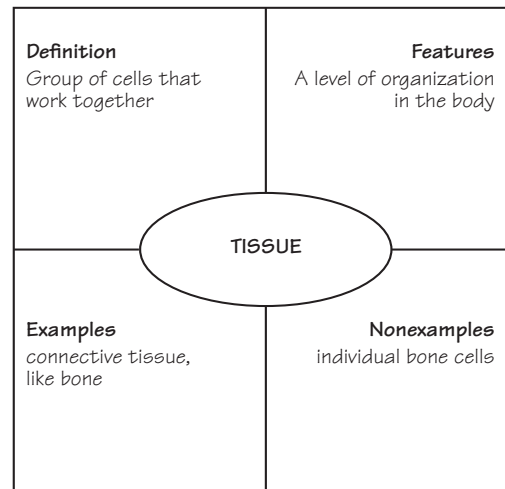 Definition
Group of cells that
work together
Features
A level of organization
in the body
TISSUE
Examples
connective tissue,
like bone
Nonexamples
individual bone cells